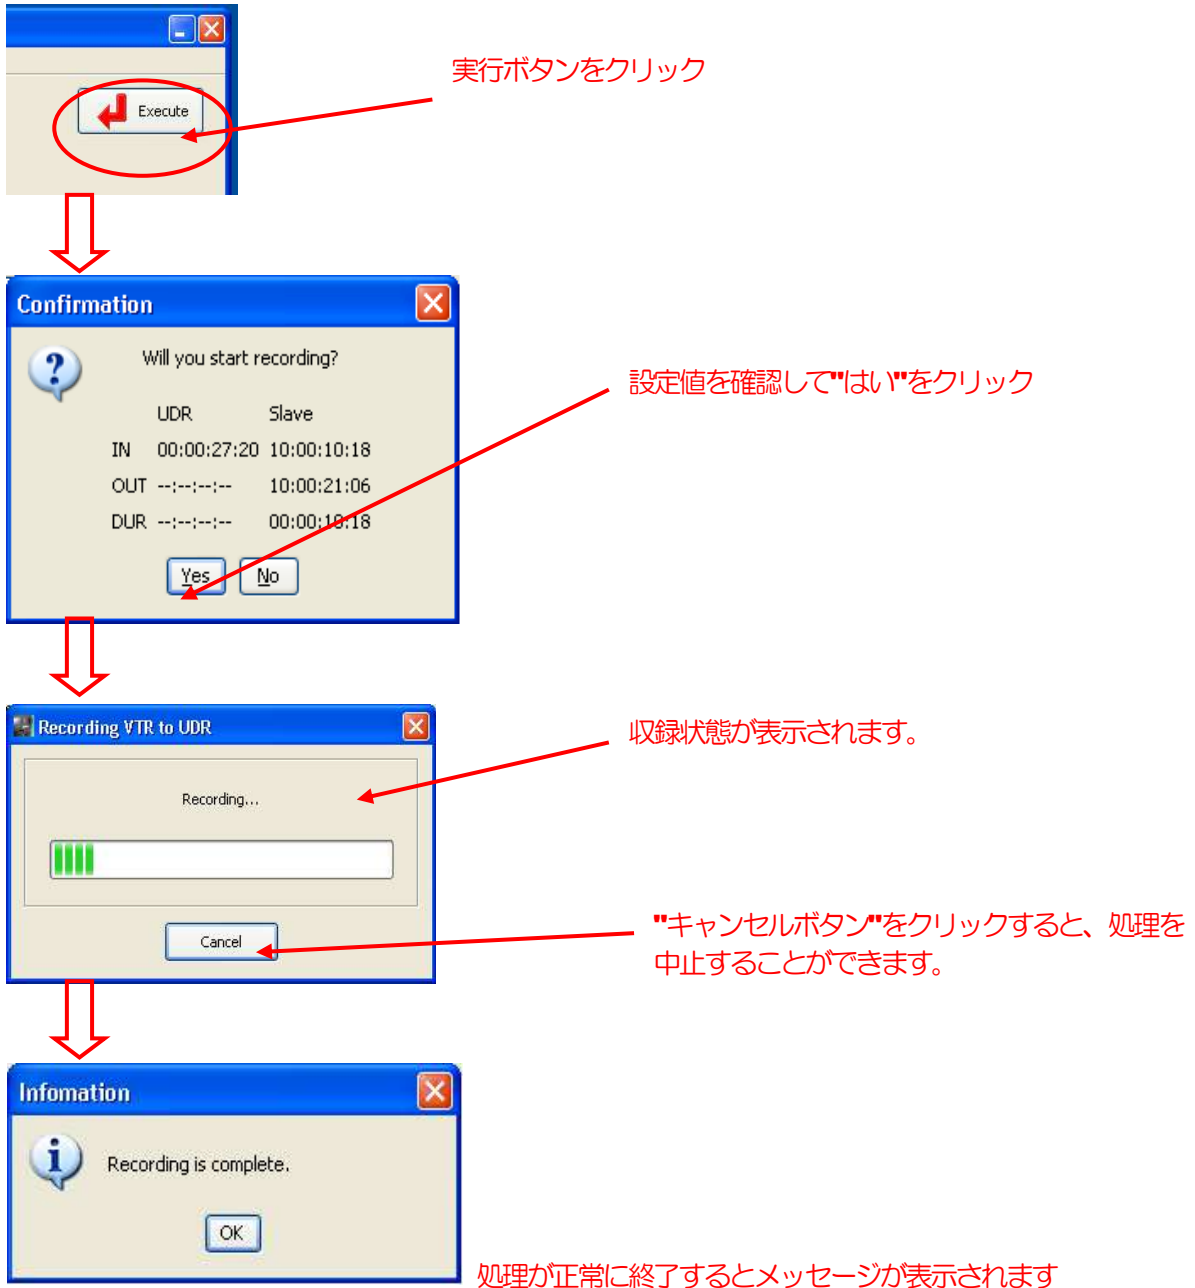 実行ボタンをクリック
Execute
Confirmation
Will you start recording?
設定値を確認して"はい"をクリック
UDR Slave
IN 00:00:27:20 10:00:10:18
OUT --:--:--:-- 10:00:21:06
DUR --:--:--:-- 00:00:10:18
Yes No
Recording VTR to UDR
収録状態が表示されます。
Recording...
"キャンセルボタン"をクリックすると、処理を
中止することができます。
Cancel
Infomation
Recording is complete.
OK
処理が正常に終了するとメッセージが表示されます